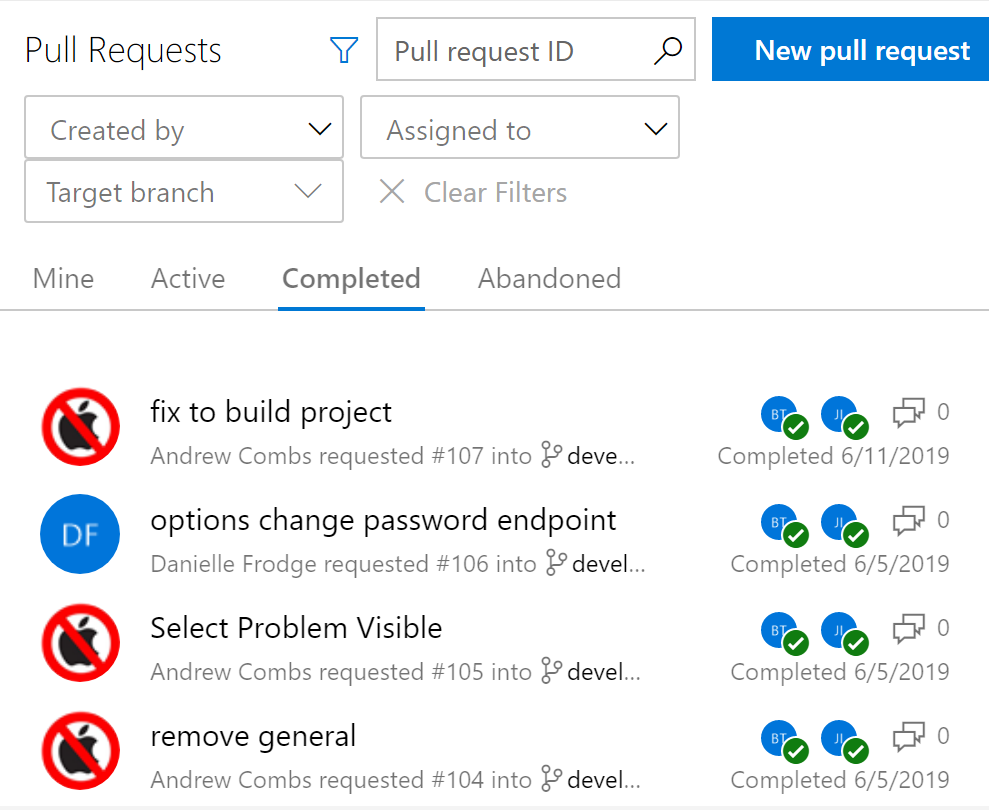 Pull Requests
Pull request ID
New pull request
Created by
Assigned to
Target branch
Clear Filters
Mine Active Completed Abandoned
fix to build project
BT JI 0
Andrew Combs requested #107 into deve...
Completed 6/11/2019
DF
options change password endpoint
BT JI 0
Danielle Frodge requested #106 into devel...
Completed 6/5/2019
Select Problem Visible
BT JI 0
Andrew Combs requested #105 into devel...
Completed 6/5/2019
remove general
BT JI 0
Andrew Combs requested #104 into devel...
Completed 6/5/2019